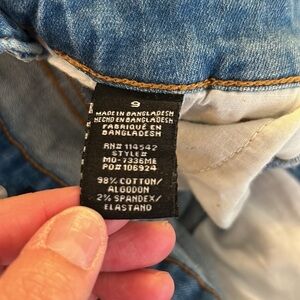 9
MADE IN BANGLADESH
HECHO EN BANGLADESH
FABRIQUÉ EN
BANGLADESH
RN# 114542
STYLE#
MO-7336ME
PO# 106924
98% COTTON/
ALGODON
2% SPANDEX/
ELASTANO